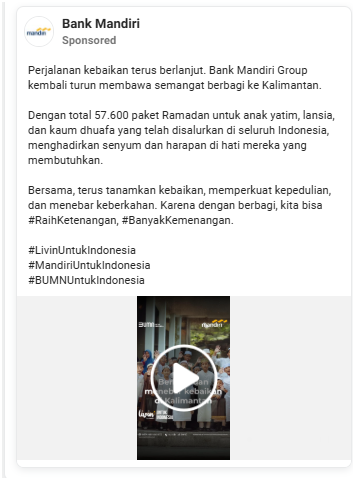 Bank Mandiri
Sponsored
mandiri
Perjalanan kebaikan terus berlanjut. Bank Mandiri Group
kembali turun membawa semangat berbagi ke Kalimantan.
Dengan total 57.600 paket Ramadan untuk anak yatim, lansia,
dan kaum dhuafa yang telah disalurkan di seluruh Indonesia,
menghadirkan senyum dan harapan di hati mereka yang
membutuhkan.
Bersama, terus tanamkan kebaikan, memperkuat kepedulian,
dan menebar keberkahan. Karena dengan berbagi, kita bisa
#RaihKetenangan, #BanyakKemenangan.
#LivinUntukIndonesia
#MandiriUntukIndonesia
#BUMNUntukIndonesia
BUMN
mandiri
menebar kebaikan
di Kalimantan
livin'
UNTUK
INDONESIA